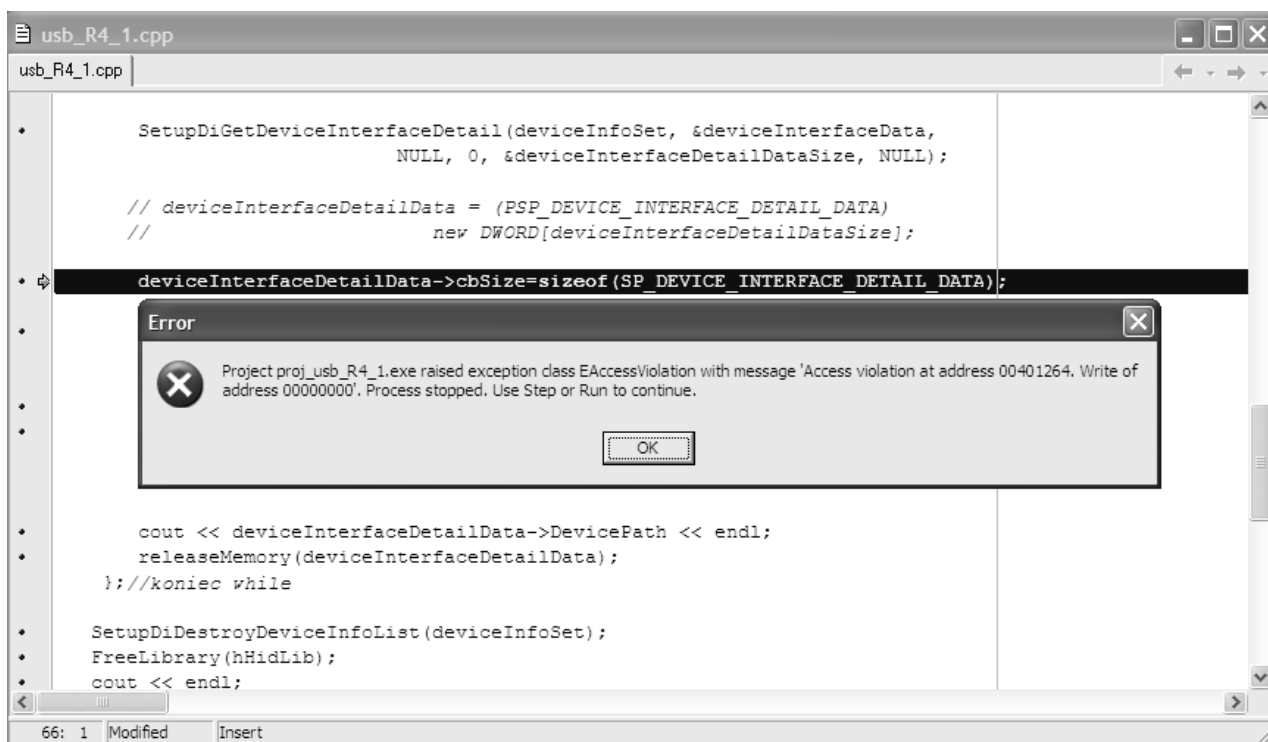 usb_R4_1.cpp
usb_R4_1.cpp
SetupDiGetDeviceInterfaceDetail(deviceInfoSet, &deviceInterfaceData,
NULL, 0, &deviceInterfaceDetailDataSize, NULL);
// deviceInterfaceDetailData = (PSP_DEVICE_INTERFACE_DETAIL_DATA)
// new DWORD[deviceInterfaceDetailDataSize];
deviceInterfaceDetailData->cbSize=sizeof(SP_DEVICE_INTERFACE_DETAIL_DATA);
Error
Project proj_usb_R4_1.exe raised exception class EAccessViolation with message 'Access violation at address 00401264. Write of
address 00000000'. Process stopped. Use Step or Run to continue.
OK
cout << deviceInterfaceDetailData->DevicePath << endl;
releaseMemory(deviceInterfaceDetailData);
};//koniec while
SetupDiDestroyDeviceInfoList(deviceInfoSet);
FreeLibrary(hHidLib);
cout << endl;
66: 1 Modified Insert